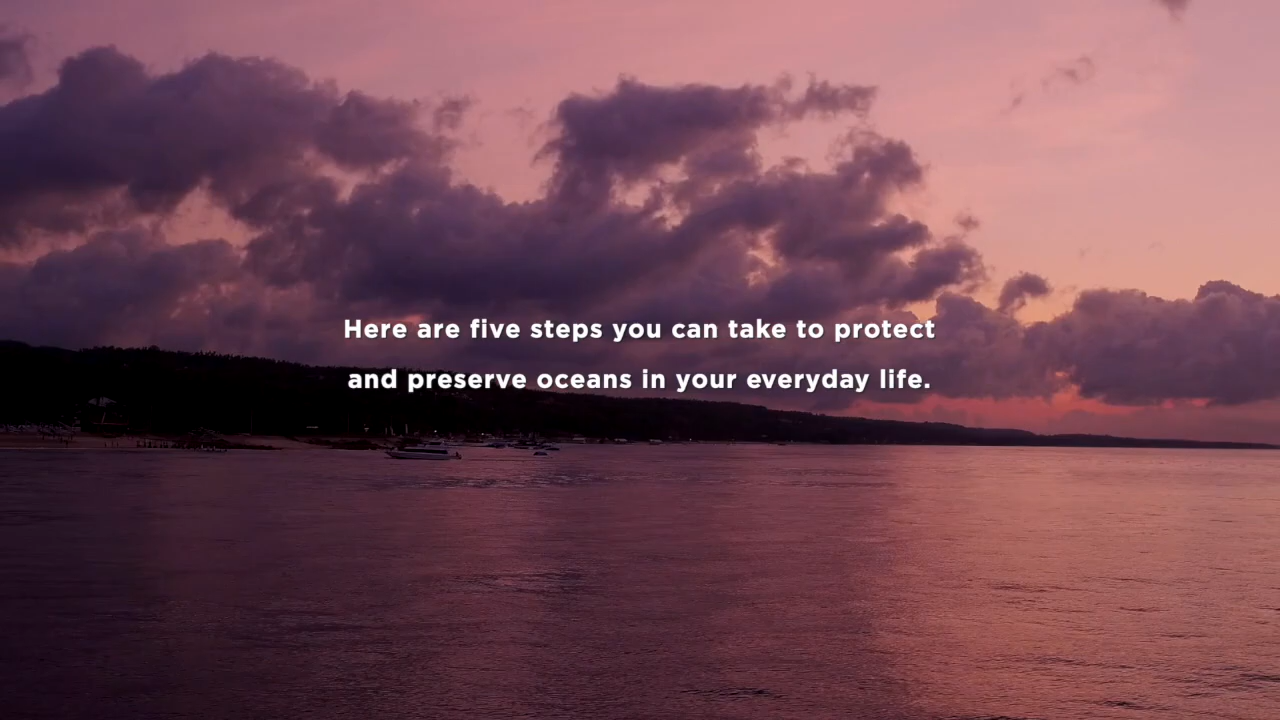 Here are five steps you can take to protect
and preserve oceans in your everyday life.